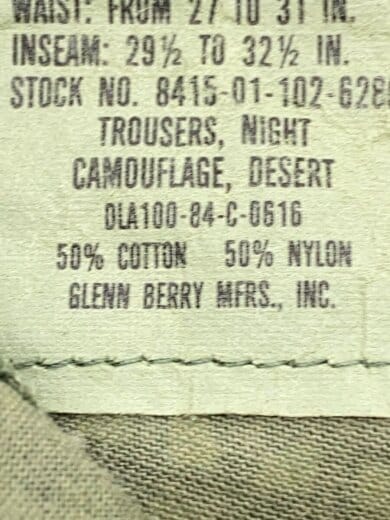 WAIST: FROM 27 TO 31 IN.
INSEAM: 29½ TO 32½ IN.
STOCK NO. 8415-01-102-628
TROUSERS, NIGHT
CAMOUFLAGE, DESERT
DLA100-84-C-0616
50% COTTON 50% NYLON
GLENN BERRY MFRS., INC.